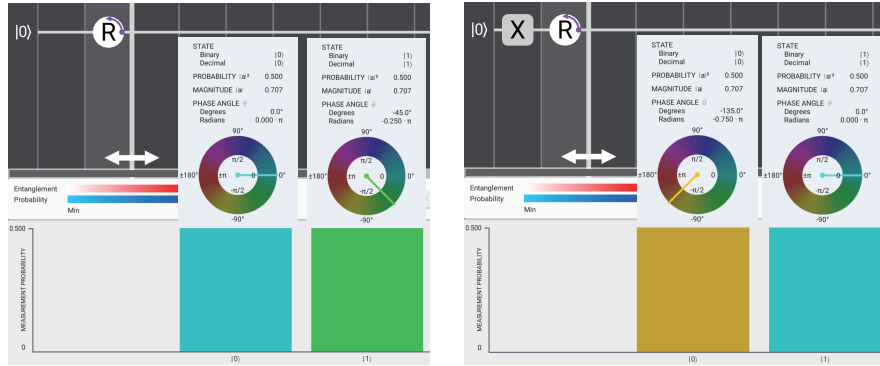 |0⟩ R
STATE
Binary |0⟩
Decimal |0⟩
PROBABILITY |a|² 0.500
MAGNITUDE |a| 0.707
PHASE ANGLE θ
Degrees 0.0°
Radians 0.000 · π
90°
π/2
±180° ±π 0 0°
-π/2
-90°
STATE
Binary |1⟩
Decimal |1⟩
PROBABILITY |a|² 0.500
MAGNITUDE |a| 0.707
PHASE ANGLE θ
Degrees -45.0°
Radians -0.250 · π
90°
π/2
±180° ±π 0 0°
-π/2
-90°
Entanglement
Probability
Min
0.500
MEASUREMENT PROBABILITY
0
|0⟩ |1⟩
|0⟩ X R
STATE
Binary |0⟩
Decimal |0⟩
PROBABILITY |a|² 0.500
MAGNITUDE |a| 0.707
PHASE ANGLE θ
Degrees -135.0°
Radians -0.750 · π
90°
π/2
±180° ±π 0 0°
-π/2
-90°
STATE
Binary |1⟩
Decimal |1⟩
PROBABILITY |a|² 0.500
MAGNITUDE |a| 0.707
PHASE ANGLE θ
Degrees 0.0°
Radians 0.000 · π
90°
π/2
±180° ±π 0 0°
-π/2
-90°
Entanglement
Probability
Min
0.500
MEASUREMENT PROBABILITY
0
|0⟩ |1⟩